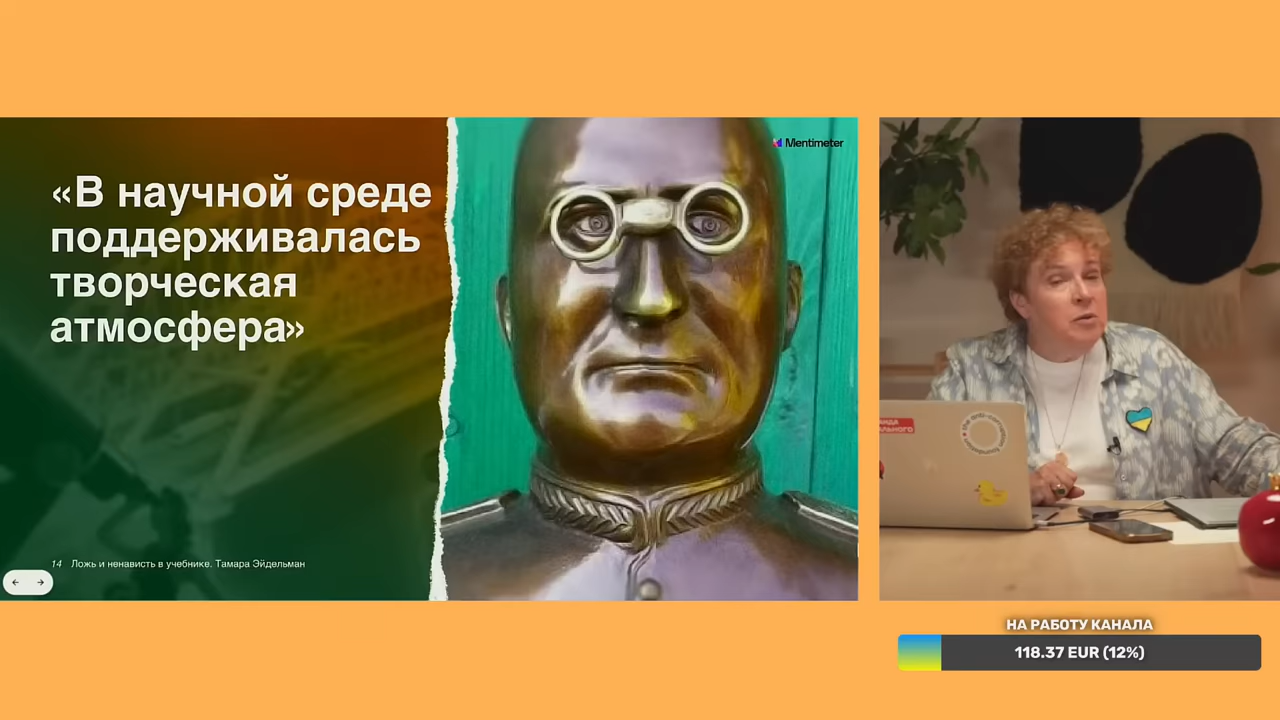 «В научной среде
поддерживалась
творческая
атмосфера»
Mentimeter
14 Ложь и ненависть в учебнике. Тамара Эйдельман
НА РАБОТУ КАНАЛА
118.37 EUR (12%)